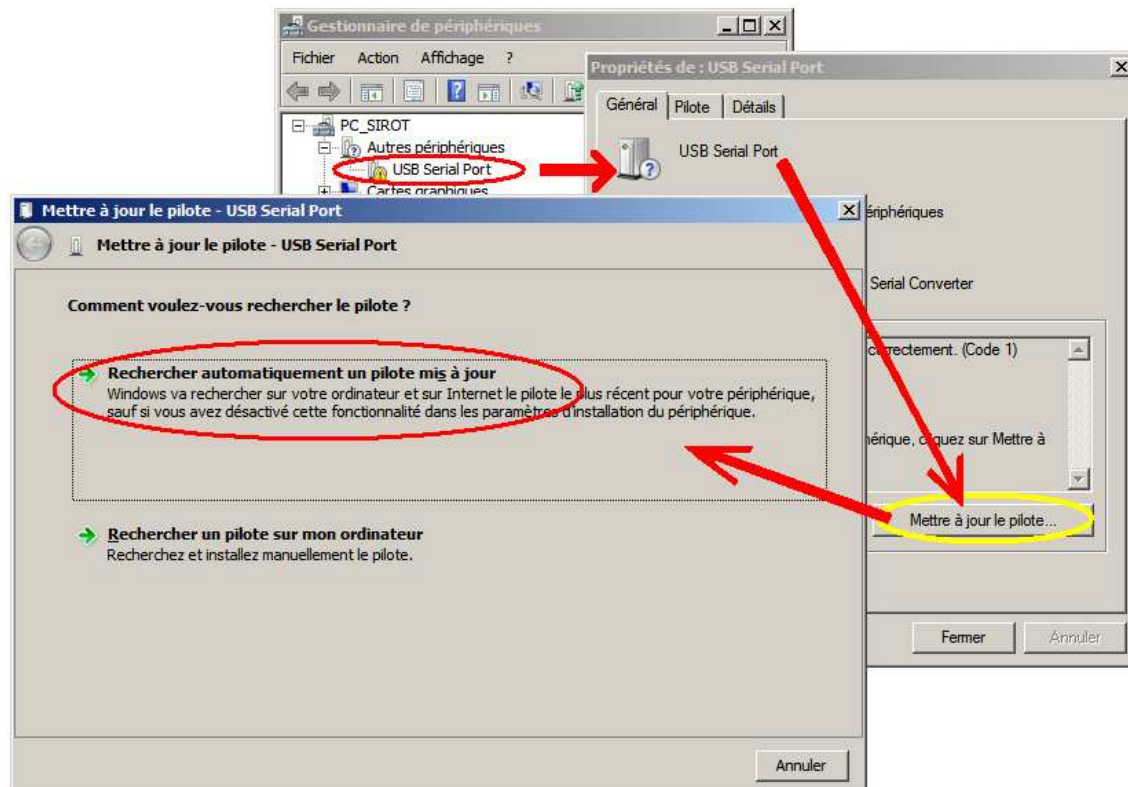 Gestionnaire de périphériques
Fichier Action Affichage ?
PC_SIROT
Autres périphériques
USB Serial Port
Cartes graphiques
Propriétés de : USB Serial Port
Général Pilote Détails
USB Serial Port
ériphériques
Serial Converter
correctement. (Code 1)
hérique, cliquez sur Mettre à
Mettre à jour le pilote...
Fermer Annuler
Mettre à jour le pilote - USB Serial Port
Mettre à jour le pilote - USB Serial Port
Comment voulez-vous rechercher le pilote ?
Rechercher automatiquement un pilote mis à jour
Windows va rechercher sur votre ordinateur et sur Internet le pilote le plus récent pour votre périphérique,
sauf si vous avez désactivé cette fonctionnalité dans les paramètres d'installation du périphérique.
Rechercher un pilote sur mon ordinateur
Recherchez et installez manuellement le pilote.
Annuler